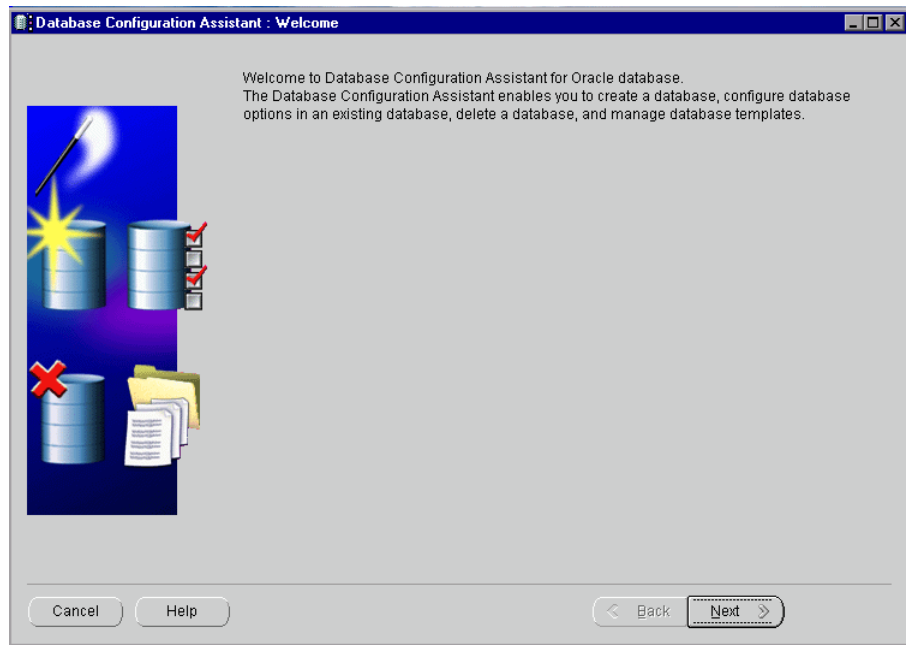 Database Configuration Assistant : Welcome
Welcome to Database Configuration Assistant for Oracle database.
The Database Configuration Assistant enables you to create a database, configure database
options in an existing database, delete a database, and manage database templates.
Cancel
Help
Back
Next